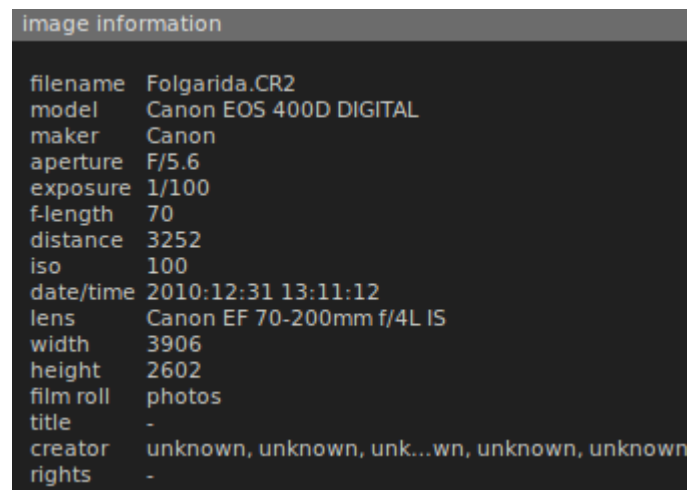 image information
filename Folgarida.CR2
model Canon EOS 400D DIGITAL
maker Canon
aperture F/5.6
exposure 1/100
f-length 70
distance 3252
iso 100
date/time 2010:12:31 13:11:12
lens Canon EF 70-200mm f/4L IS
width 3906
height 2602
film roll photos
title -
creator unknown, unknown, unk...wn, unknown, unknown
rights -